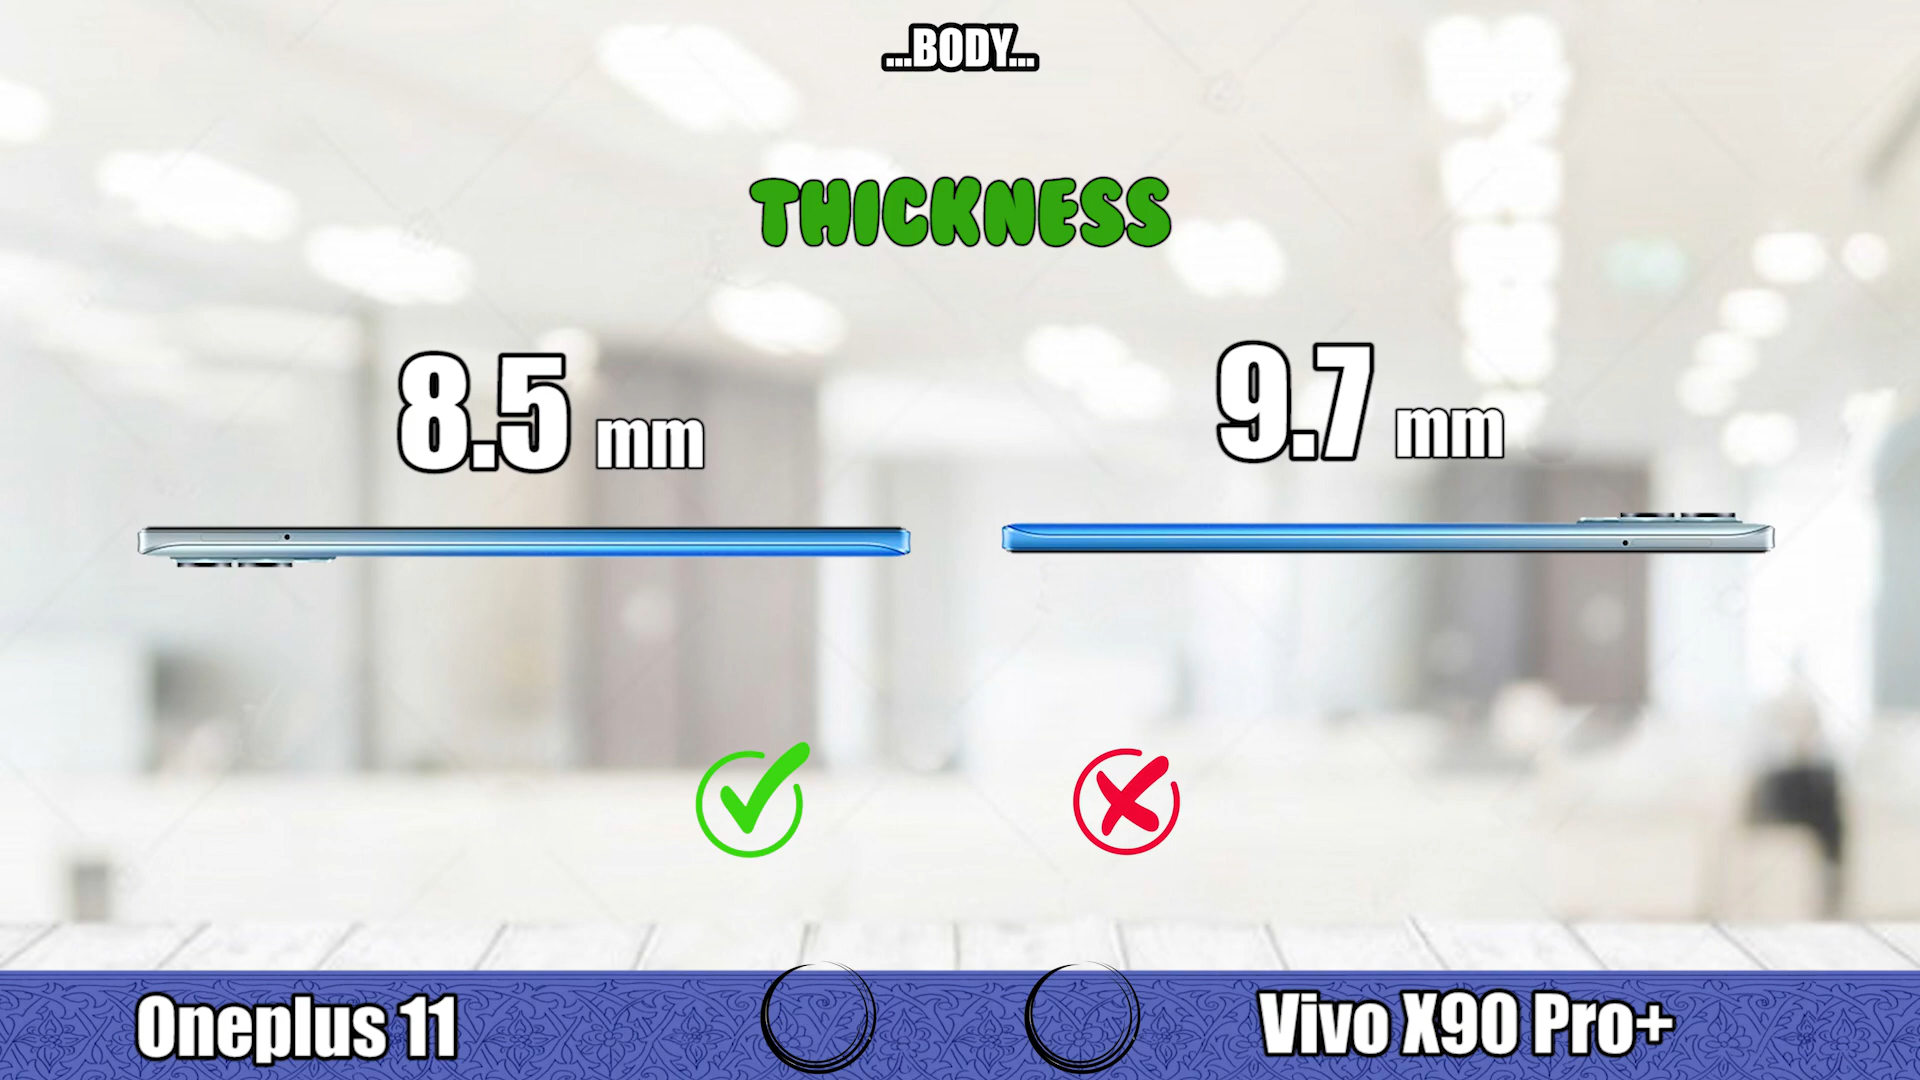 ...BODY...
THICKNESS
8.5 mm
9.7 mm
Oneplus 11
Vivo X90 Pro+